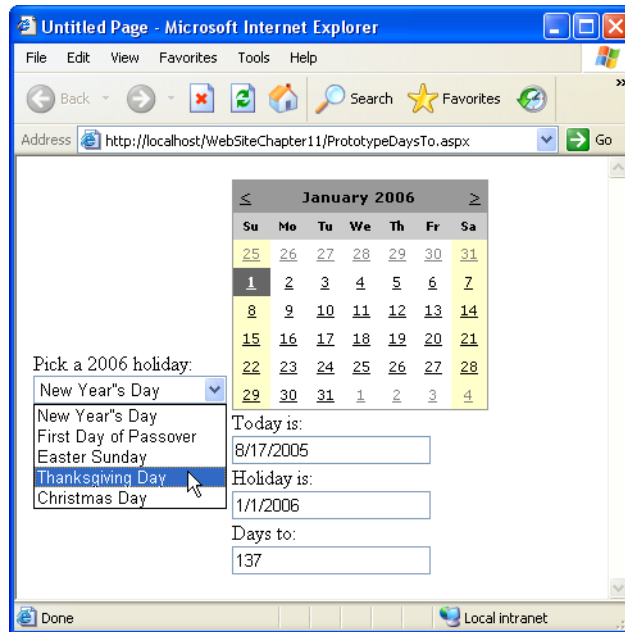 Untitled Page - Microsoft Internet Explorer
File Edit View Favorites Tools Help
Back Search Favorites »
Address http://localhost/WebSiteChapter11/PrototypeDaysTo.aspx Go
< January 2006 >
Su Mo Tu We Th Fr Sa
25 26 27 28 29 30 31
1 2 3 4 5 6 7
8 9 10 11 12 13 14
15 16 17 18 19 20 21
22 23 24 25 26 27 28
29 30 31 1 2 3 4
Pick a 2006 holiday:
New Year"s Day
New Year"s Day
First Day of Passover
Easter Sunday
Thanksgiving Day
Christmas Day
Today is:
8/17/2005
Holiday is:
1/1/2006
Days to:
137
Done Local intranet